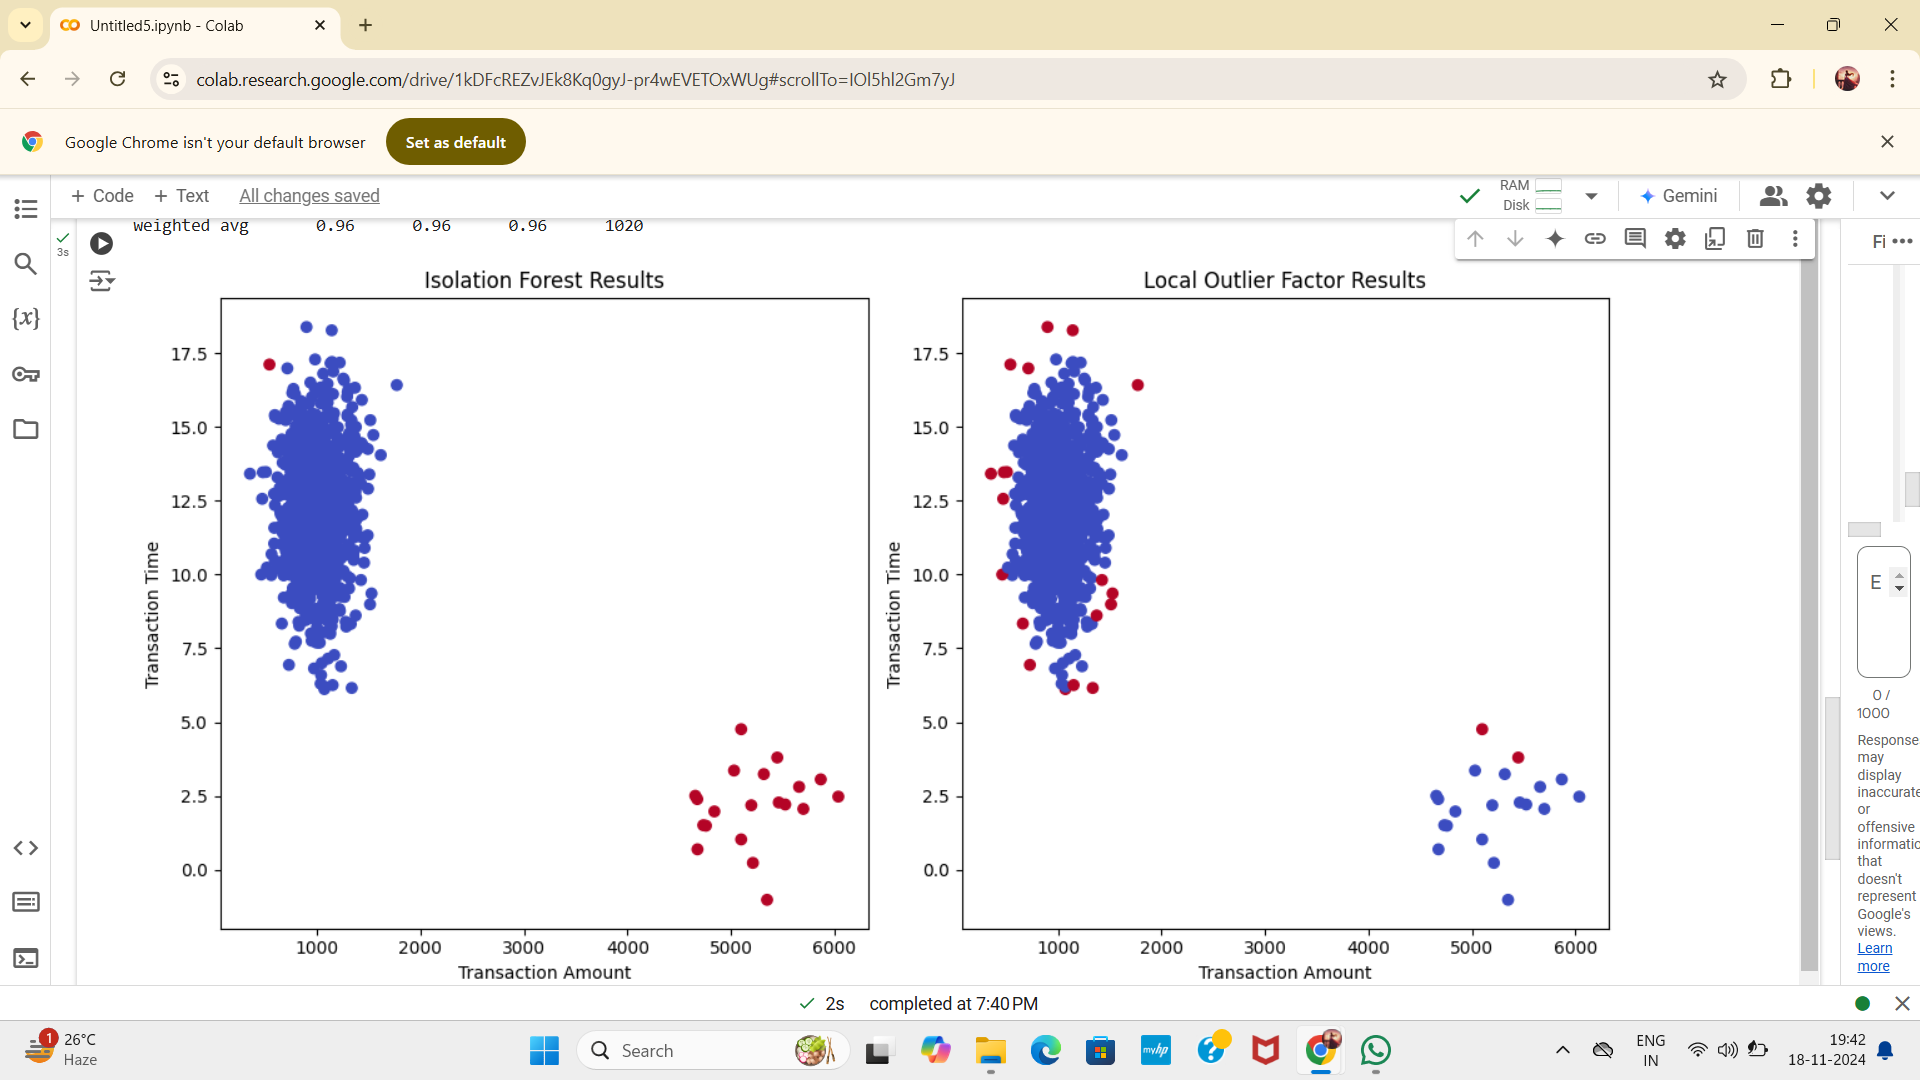 Untitled5.ipynb - Colab
colab.research.google.com/drive/1kDFcREZvJEk8Kq0gyJ-pr4wEVETOxWUg#scrollTo=IOl5hl2Gm7yJ
Google Chrome isn't your default browser
Set as default
+ Code + Text All changes saved
RAM
Disk
Gemini
3s
weighted avg 0.96 0.96 0.96 1020
Fi
{x}
Isolation Forest Results
17.5
15.0
12.5
10.0
7.5
5.0
2.5
0.0
Transaction Time
1000 2000 3000 4000 5000 6000
Transaction Amount
Local Outlier Factor Results
17.5
15.0
12.5
10.0
7.5
5.0
2.5
0.0
Transaction Time
1000 2000 3000 4000 5000 6000
Transaction Amount
E
0 /
1000
Response
may
display
inaccurate
or
offensive
informatic
that
doesn't
represent
Google's
views.
Learn
more
2s completed at 7:40 PM
1
26°C
Haze
Search
myhp
ENG
IN
19:42
18-11-2024